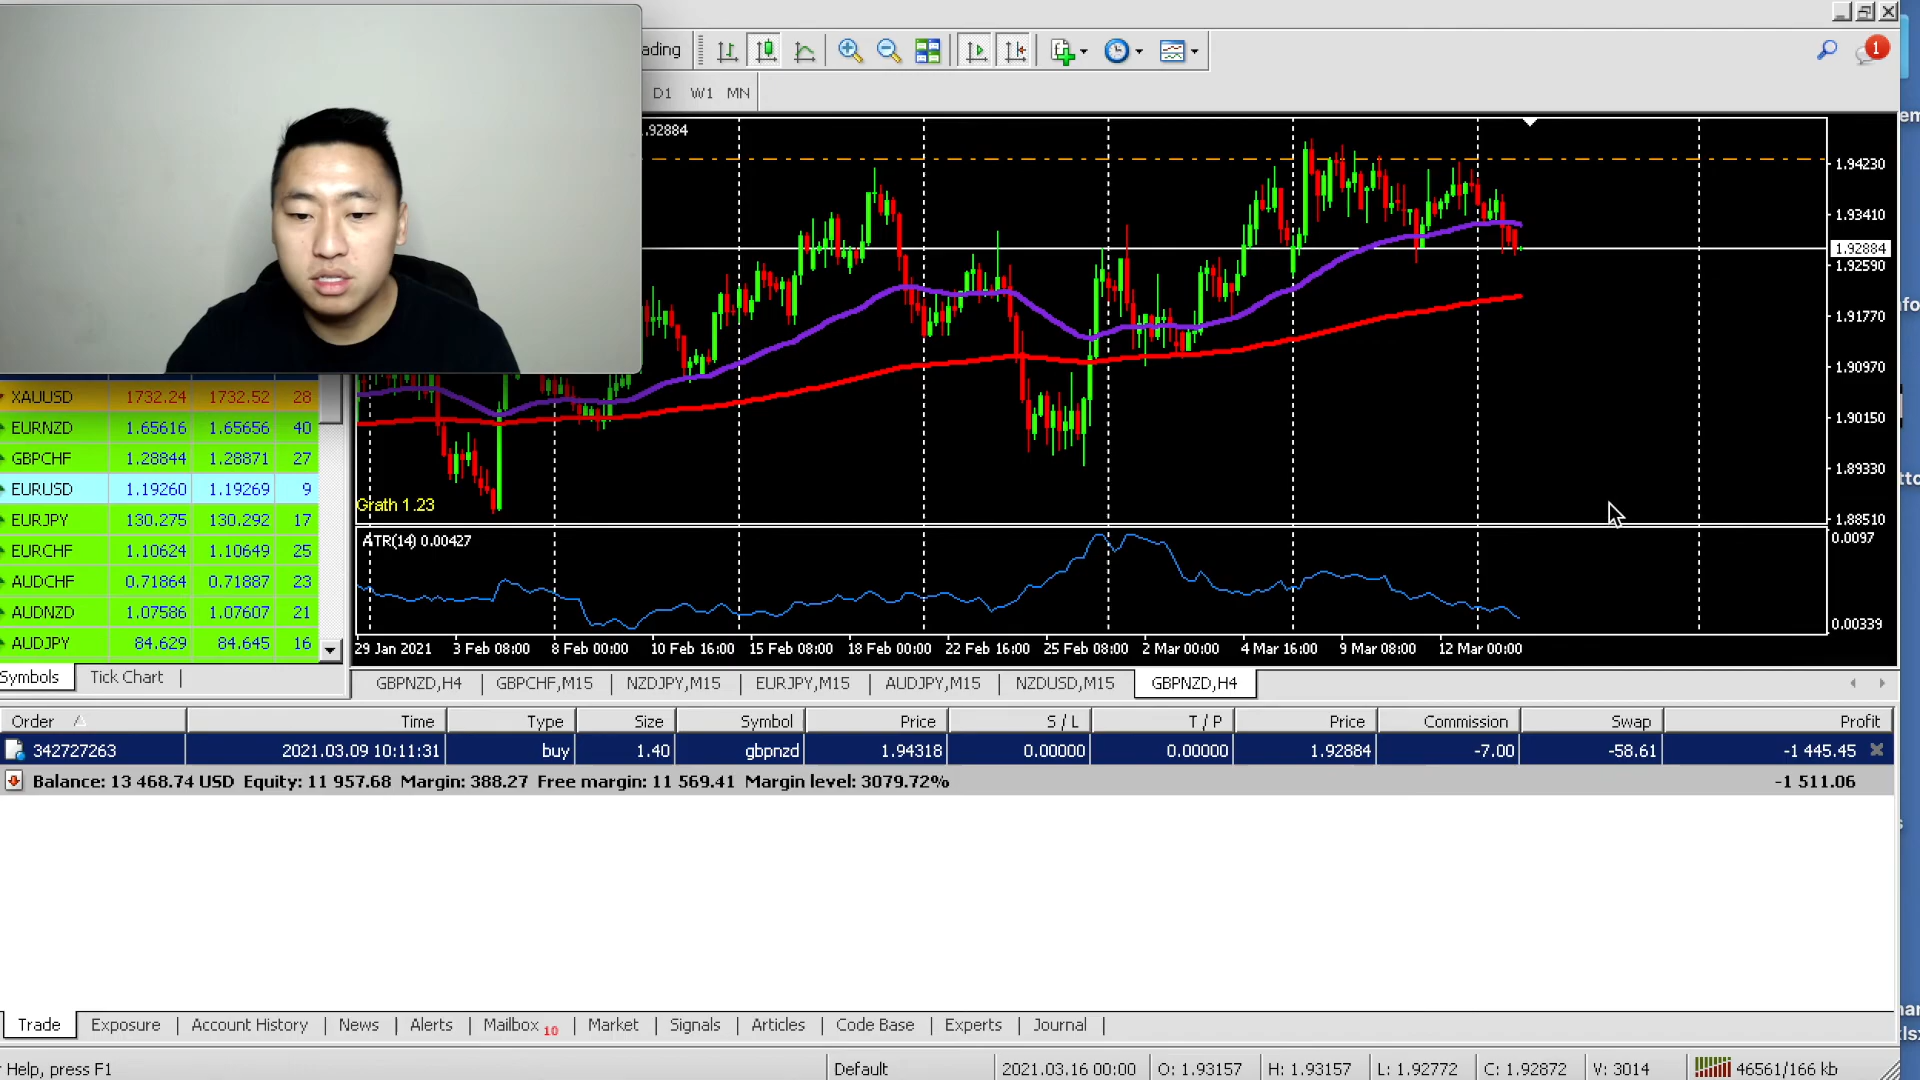 ading
1
D1 W1 MN
.92884
1.94230
1.93410
1.92884
1.92590
1.91770
1.90970
1.90150
1.89330
1.88510
Grath 1.23
XAUUSD 1732.24 1732.52 28
EURNZD 1.65616 1.65656 40
GBPCHF 1.28844 1.28871 27
EURUSD 1.19260 1.19269 9
EURJPY 130.275 130.292 17
EURCHF 1.10624 1.10649 25
AUDCHF 0.71864 0.71887 23
AUDNZD 1.07586 1.07607 21
AUDJPY 84.629 84.645 16
Symbols Tick Chart
ATR(14) 0.00427
0.0097
0.00339
29 Jan 2021 3 Feb 08:00 8 Feb 00:00 10 Feb 16:00 15 Feb 08:00 18 Feb 00:00 22 Feb 16:00 25 Feb 08:00 2 Mar 00:00 4 Mar 16:00 9 Mar 08:00 12 Mar 00:00
GBPNZD,H4 GBPCHF,M15 NZDJPY,M15 EURJPY,M15 AUDJPY,M15 NZDUSD,M15 GBPNZD,H4
Order Time Type Size Symbol Price S / L T / P Price Commission Swap Profit
342727263 2021.03.09 10:11:31 buy 1.40 gbpnzd 1.94318 0.00000 0.00000 1.92884 -7.00 -58.61 -1 445.45
Balance: 13 468.74 USD Equity: 11 957.68 Margin: 388.27 Free margin: 11 569.41 Margin level: 3079.72% -1 511.06
Trade Exposure Account History News Alerts Mailbox 10 Market Signals Articles Code Base Experts Journal
Help, press F1 Default 2021.03.16 00:00 O: 1.93157 H: 1.93157 L: 1.92772 C: 1.92872 V: 3014 46561/166 kb